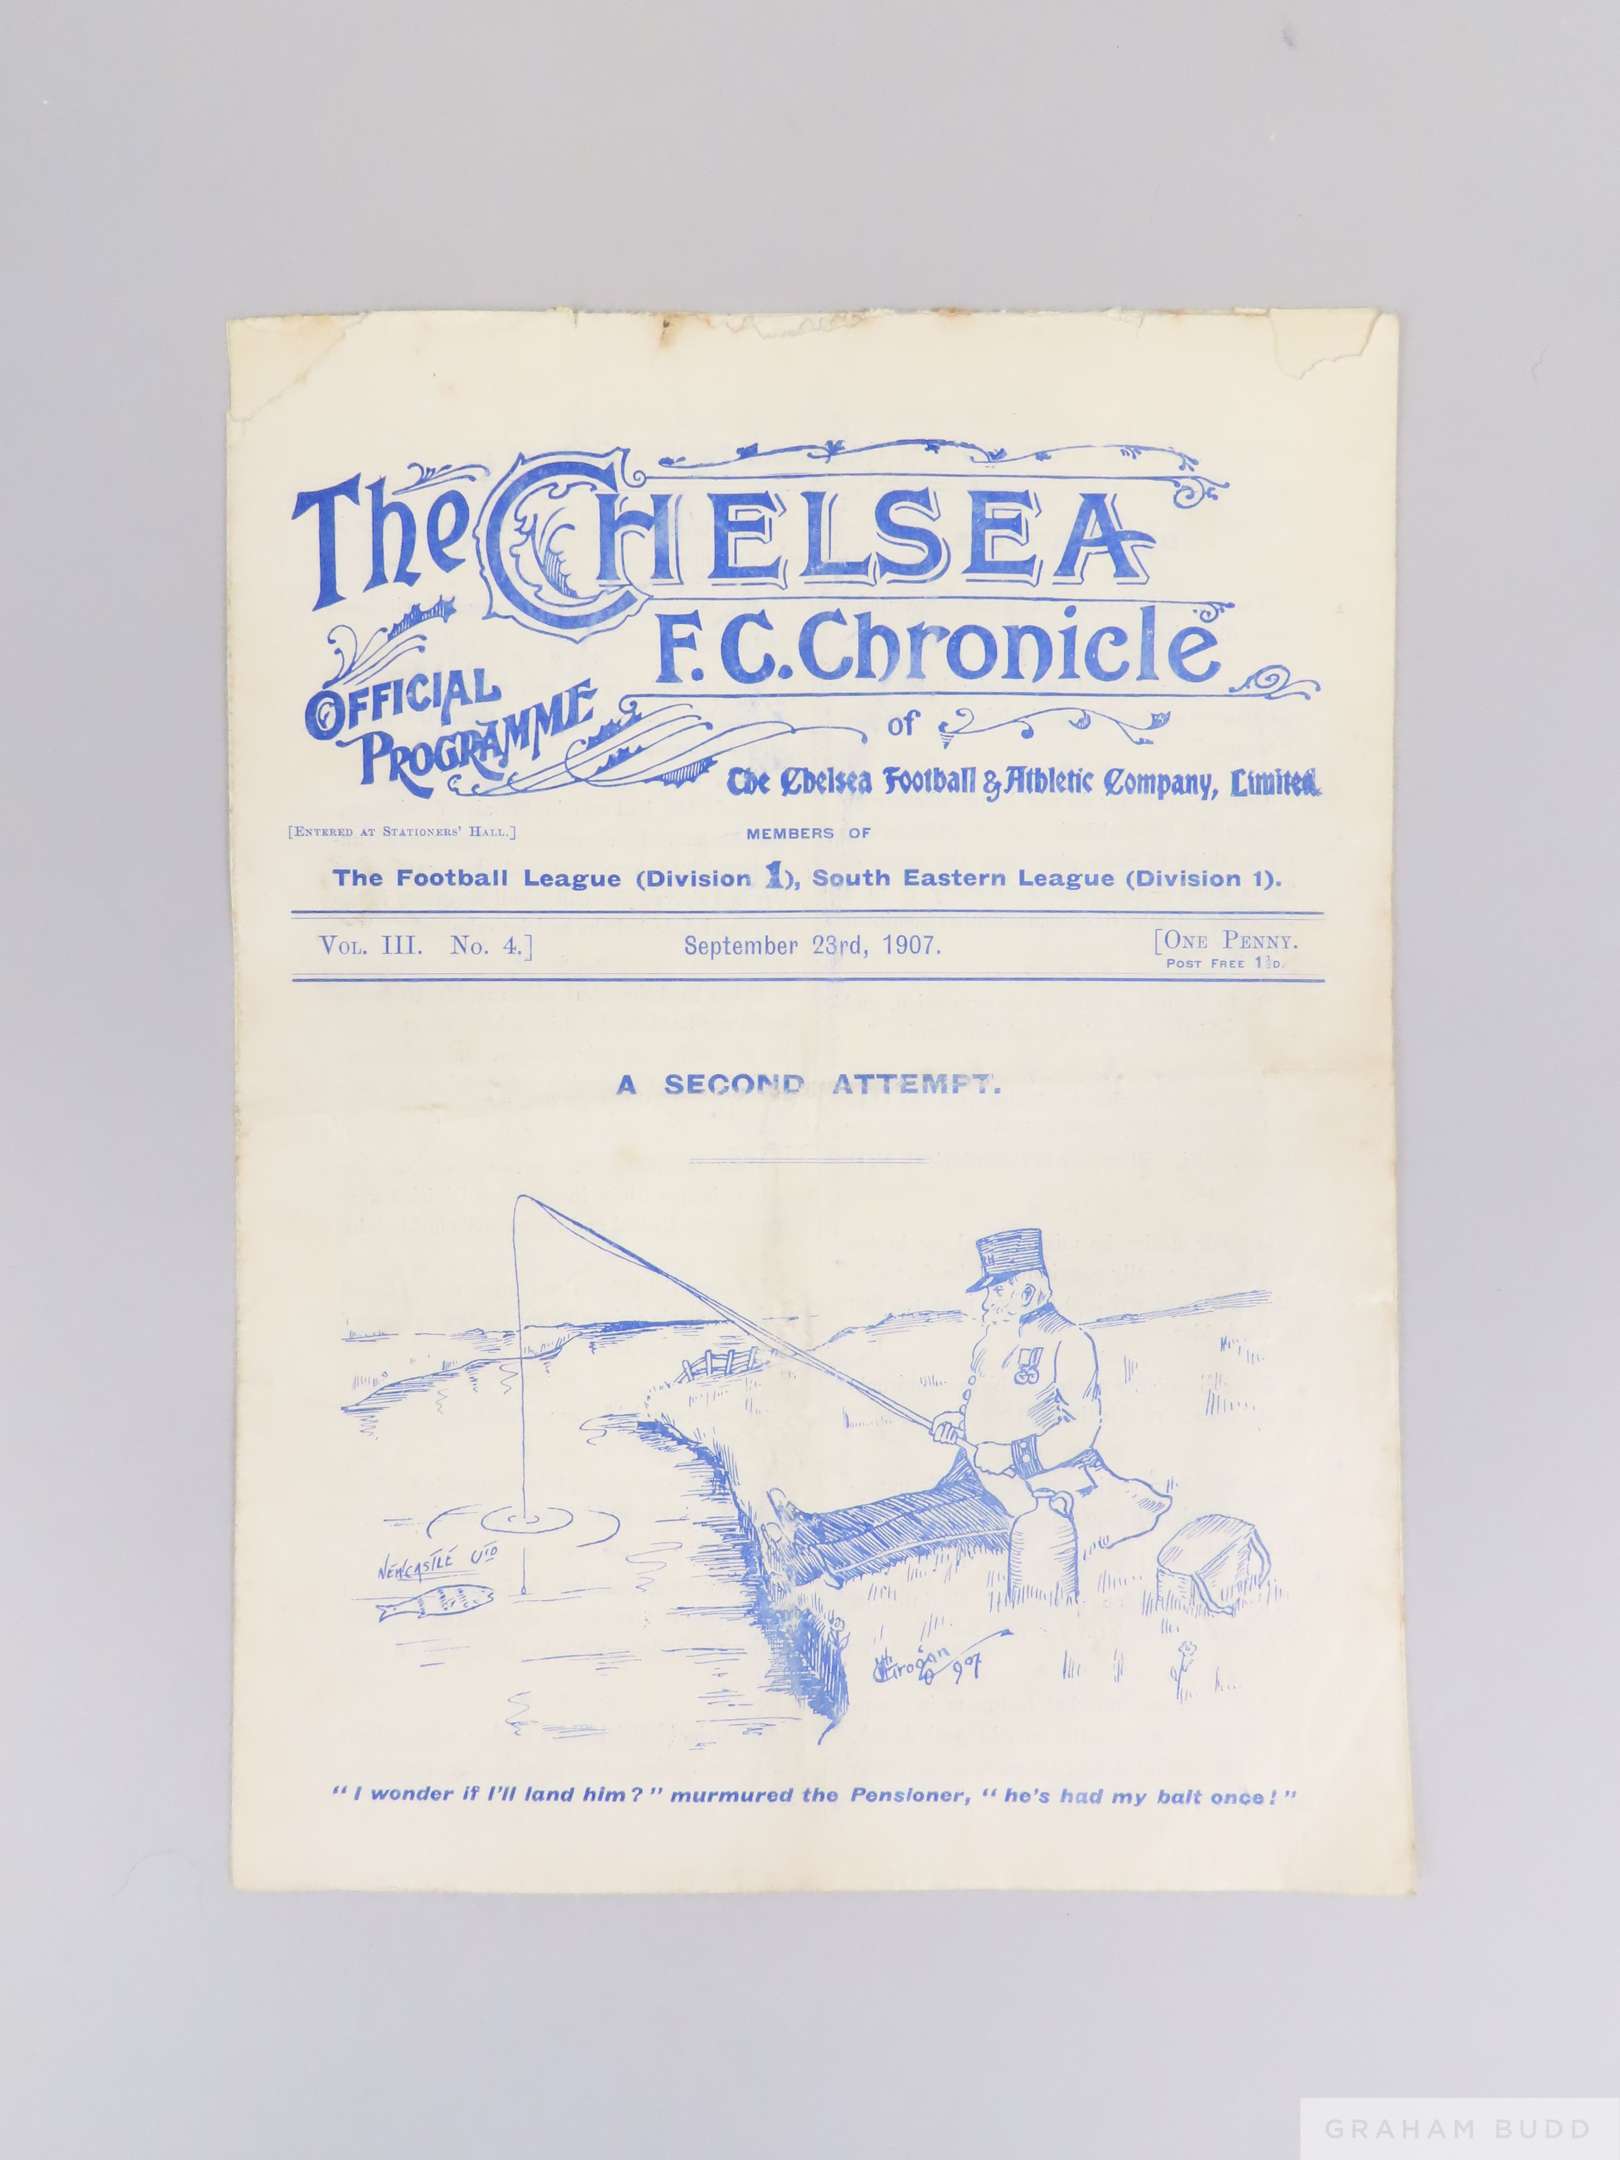 The CHELSEA
F.C. Chronicle
OFFICIAL
PROGRAMME
of
The Chelsea Football & Athletic Company, Limited.
[ENTERED AT STATIONERS' HALL.]
MEMBERS OF
The Football League (Division 1), South Eastern League (Division 1).
VOL. III. No. 4.] September 23rd, 1907. [ONE PENNY.
POST FREE 1½D.
A SECOND ATTEMPT.
NEWCASTLE UTD
"I wonder if I'll land him?" murmured the Pensioner, "he's had my bait once!"
GRAHAM BUDD